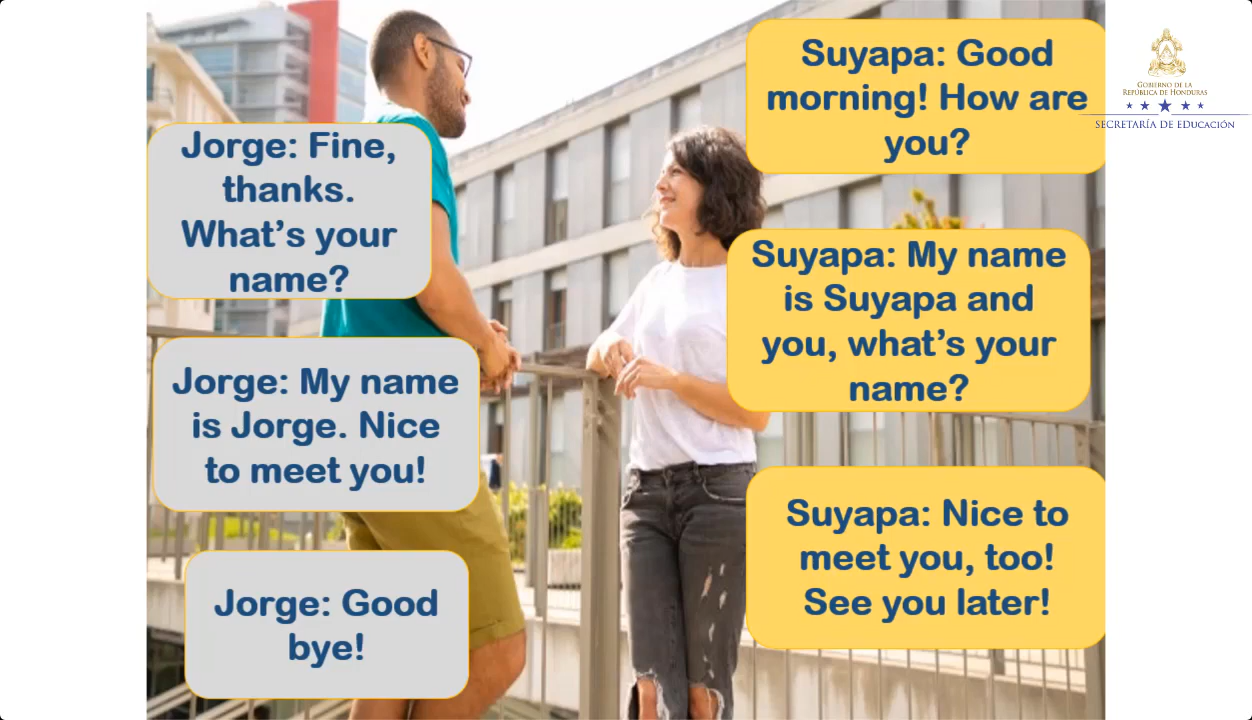 Suyapa: Good
morning! How are
you?
Jorge: Fine,
thanks.
What's your
name?
Suyapa: My name
is Suyapa and
you, what's your
name?
Jorge: My name
is Jorge. Nice
to meet you!
Suyapa: Nice to
meet you, too!
See you later!
Jorge: Good
bye!
GOBIERNO DE LA
REPÚBLICA DE HONDURAS
SECRETARÍA DE EDUCACIÓN